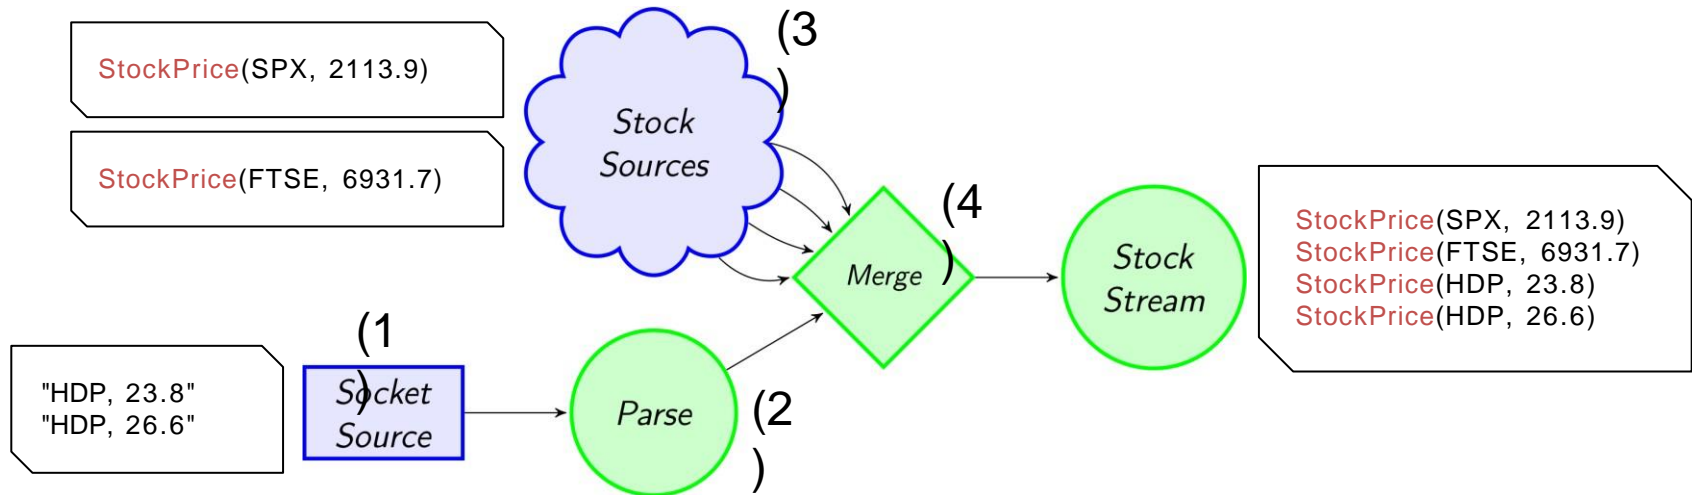 StockPrice(SPX, 2113.9)
StockPrice(FTSE, 6931.7)
(3
)
Stock
Sources
(4
)
Merge
Stock
Stream
StockPrice(SPX, 2113.9)
StockPrice(FTSE, 6931.7)
StockPrice(HDP, 23.8)
StockPrice(HDP, 26.6)
"HDP, 23.8"
"HDP, 26.6"
(1
)
Socket
Source
Parse
(2
)